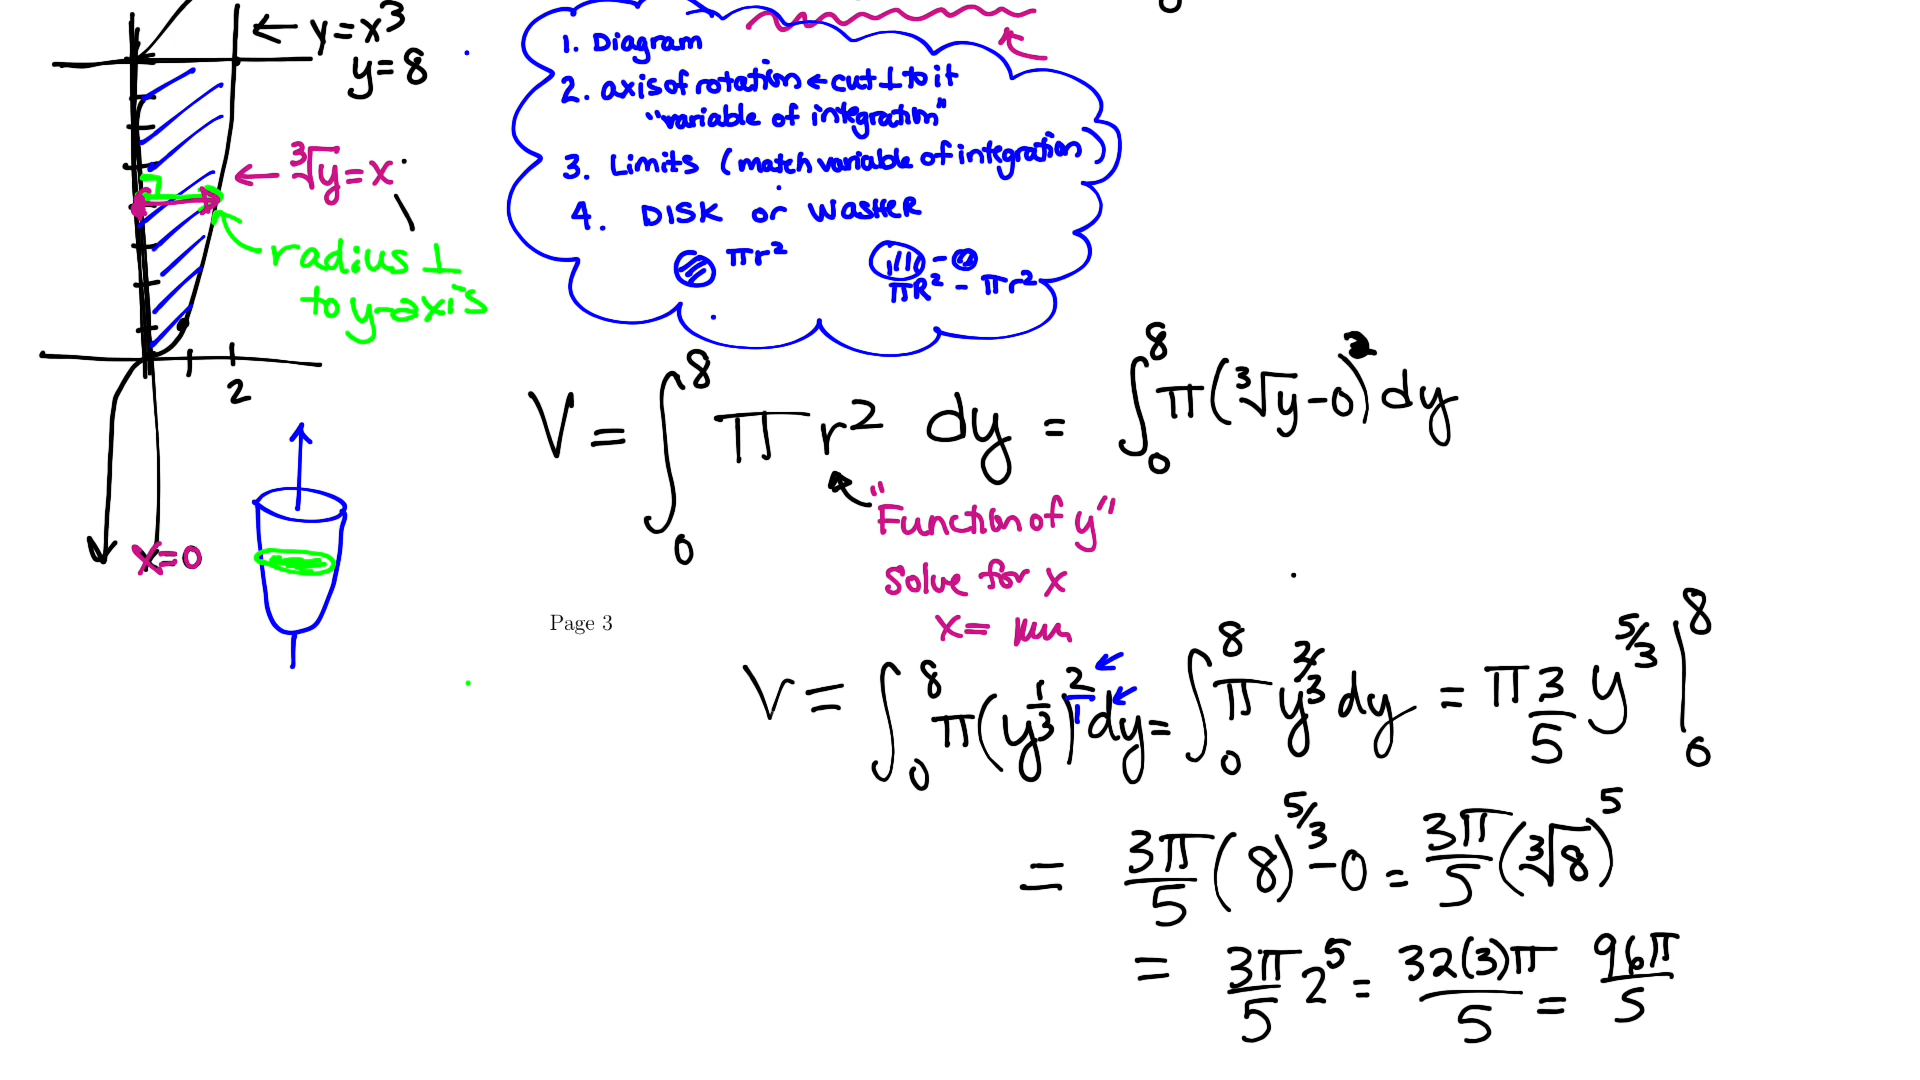 y=x³
y=8
∛y=x
radius ⊥
to y-axis
2
x=0
1. Diagram
2. axis of rotation ← cut ⊥ to it
"variable of integration"
3. Limits (match variable of integration)
4. DISK or WASHER
πr²
-
πR² - πr²
V = ∫₀⁸ π r² dy = ∫₀⁸ π(∛y-0)² dy
"Function of y"
Solve for x
x=
Page 3
V = ∫₀⁸ π(y^(1/3))^(2/1) dy = ∫₀⁸ π y^(2/3) dy = π 3/5 y^(5/3) |₀⁸
= 3π/5 (8)^(5/3) - 0 = 3π/5 (∛8)⁵
= 3π/5 2⁵ = 32(3)π/5 = 96π/5